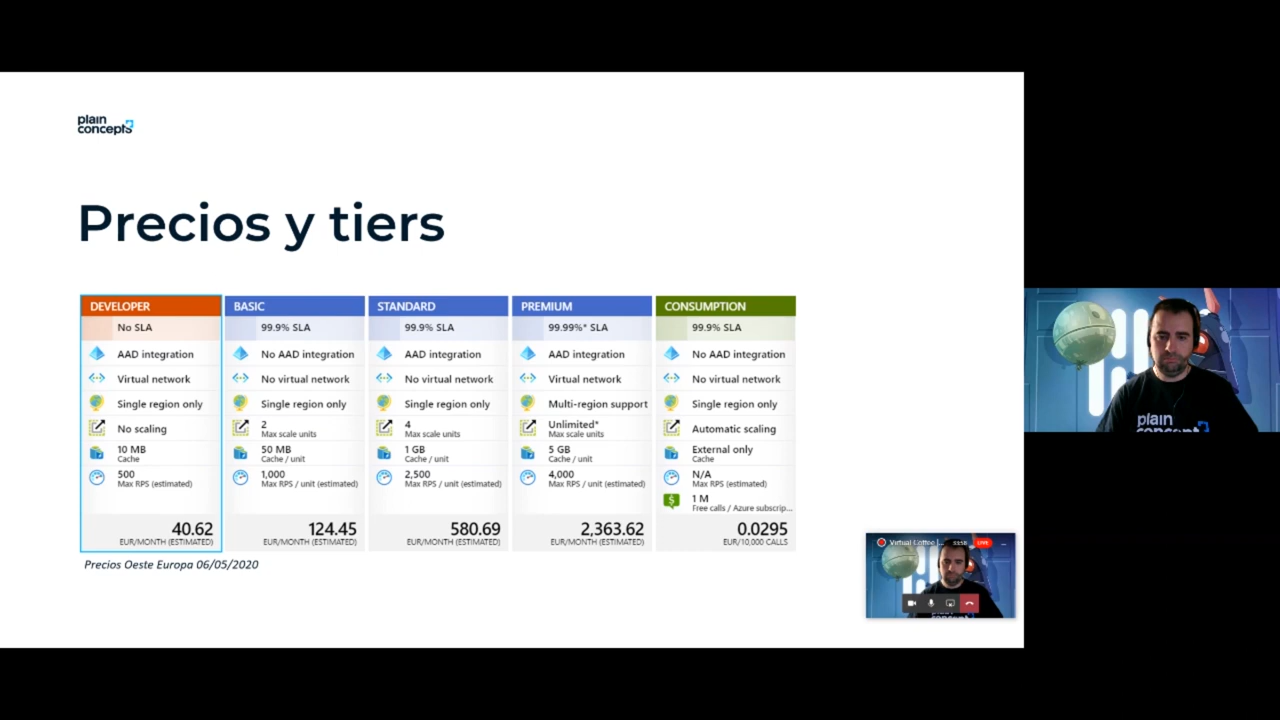 plain
concepts
Precios y tiers
DEVELOPER
No SLA
AAD integration
Virtual network
Single region only
No scaling
10 MB
Cache
500
Max RPS (estimated)
40.62
EUR/MONTH (ESTIMATED)
BASIC
99.9% SLA
No AAD integration
No virtual network
Single region only
2
Max scale units
50 MB
Cache / unit
1,000
Max RPS / unit (estimated)
124.45
EUR/MONTH (ESTIMATED)
STANDARD
99.9% SLA
AAD integration
No virtual network
Single region only
4
Max scale units
1 GB
Cache / unit
2,500
Max RPS / unit (estimated)
580.69
EUR/MONTH (ESTIMATED)
PREMIUM
99.99%* SLA
AAD integration
Virtual network
Multi-region support
Unlimited*
Max scale units
5 GB
Cache / unit
4,000
Max RPS / unit (estimated)
2,363.62
EUR/MONTH (ESTIMATED)
CONSUMPTION
99.9% SLA
No AAD integration
No virtual network
Single region only
Automatic scaling
External only
Cache
N/A
Max RPS (estimated)
1 M
Free calls / Azure subscrip...
0.0295
EUR/10,000 CALLS
Precios Oeste Europa 06/05/2020
Virtual Coffee |...
LIVE
plain
concepts